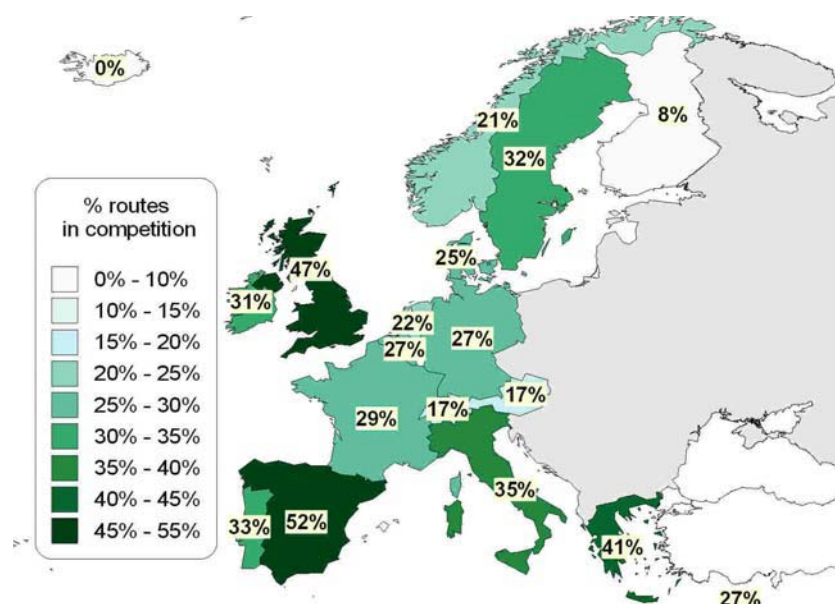 0%
21%
8%
32%
% routes
in competition
0% - 10%
10% - 15%
15% - 20%
20% - 25%
25% - 30%
30% - 35%
35% - 40%
40% - 45%
45% - 55%
25%
47%
31%
22%
27%
27%
17%
17%
29%
35%
33%
52%
41%
27%